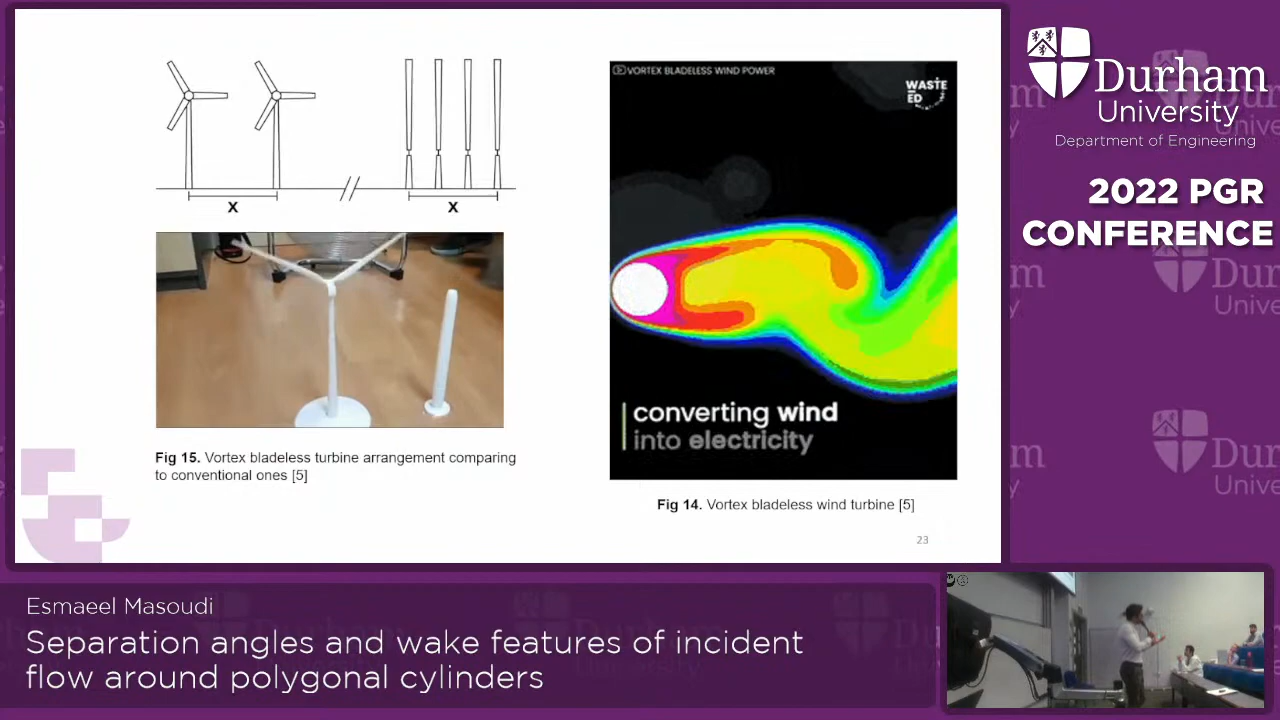 X
X
Fig 15. Vortex bladeless turbine arrangement comparing
to conventional ones [5]
VORTEX BLADELESS WIND POWER
WASTE
ED
converting wind
into electricity
Fig 14. Vortex bladeless wind turbine [5]
23
Durham
University
Department of Engineering
2022 PGR
CONFERENCE
Esmaeel Masoudi
Separation angles and wake features of incident
flow around polygonal cylinders